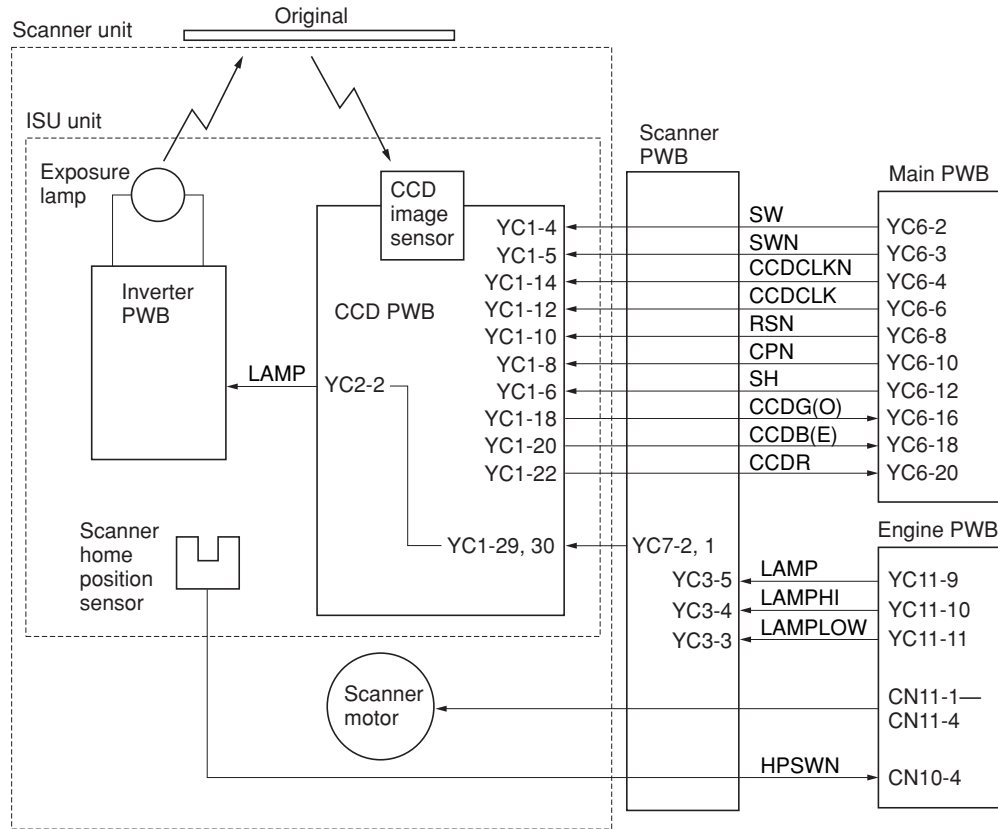 Original
Scanner unit
ISU unit
Exposure
lamp
CCD
image
sensor
Scanner
PWB
Main PWB
Inverter
PWB
CCD PWB
LAMP
YC2-2
YC1-4
SW
YC6-2
YC1-5
SWN
YC6-3
YC1-14
CCDCLKN
YC6-4
YC1-12
CCDCLK
YC6-6
YC1-10
RSN
YC6-8
YC1-8
CPN
YC6-10
YC1-6
SH
YC6-12
YC1-18
CCDG(O)
YC6-16
YC1-20
CCDB(E)
YC6-18
YC1-22
CCDR
YC6-20
Scanner
home
position
sensor
YC1-29, 30
YC7-2, 1
Engine PWB
YC3-5
LAMP
YC11-9
YC3-4
LAMPHI
YC11-10
YC3-3
LAMPLOW
YC11-11
Scanner
motor
CN11-1—
CN11-4
HPSWN
CN10-4